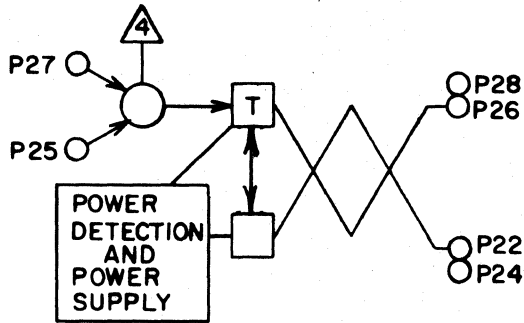 4
P27
P25
T
P28
P26
POWER
DETECTION
AND
POWER
SUPPLY
P22
P24